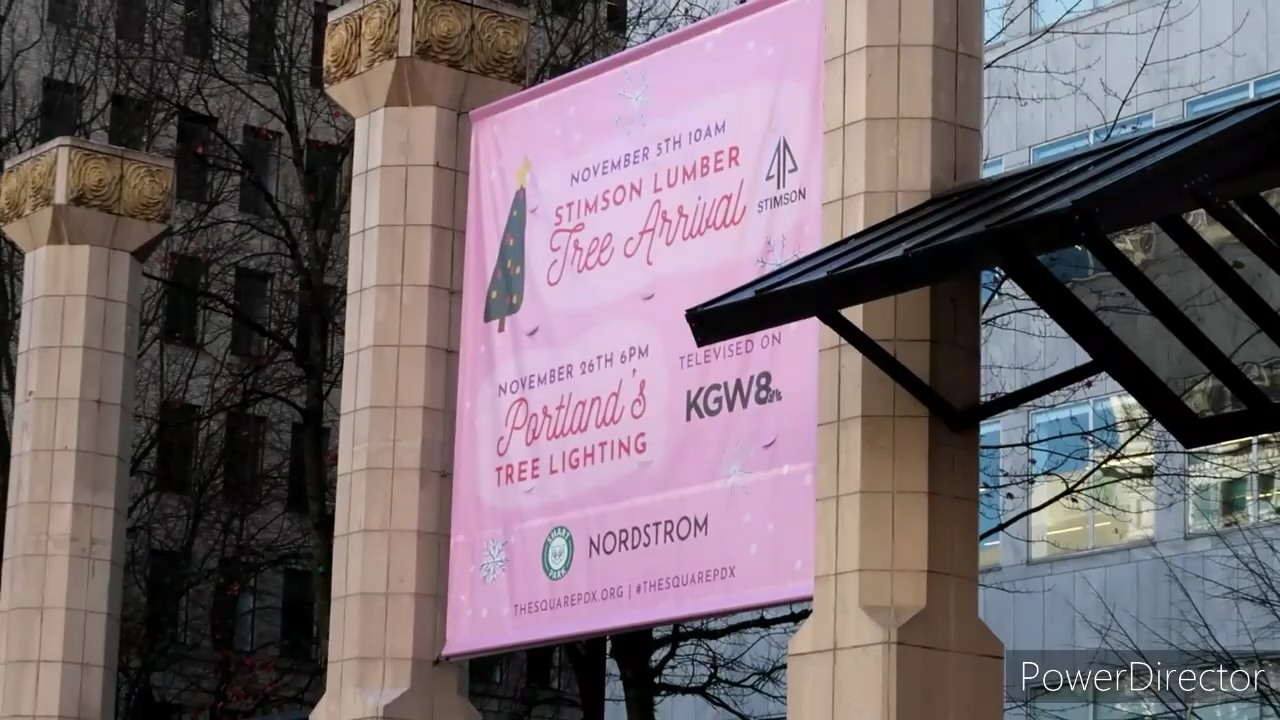 NOVEMBER 5TH 10AM
STIMSON LUMBER
Tree Arrival
STIMSON
NOVEMBER 26TH 6PM
Portland's
TREE LIGHTING
TELEVISED ON
KGW8
NORDSTROM
THESQUAREPDX.ORG | #THESQUAREPDX
PowerDirector